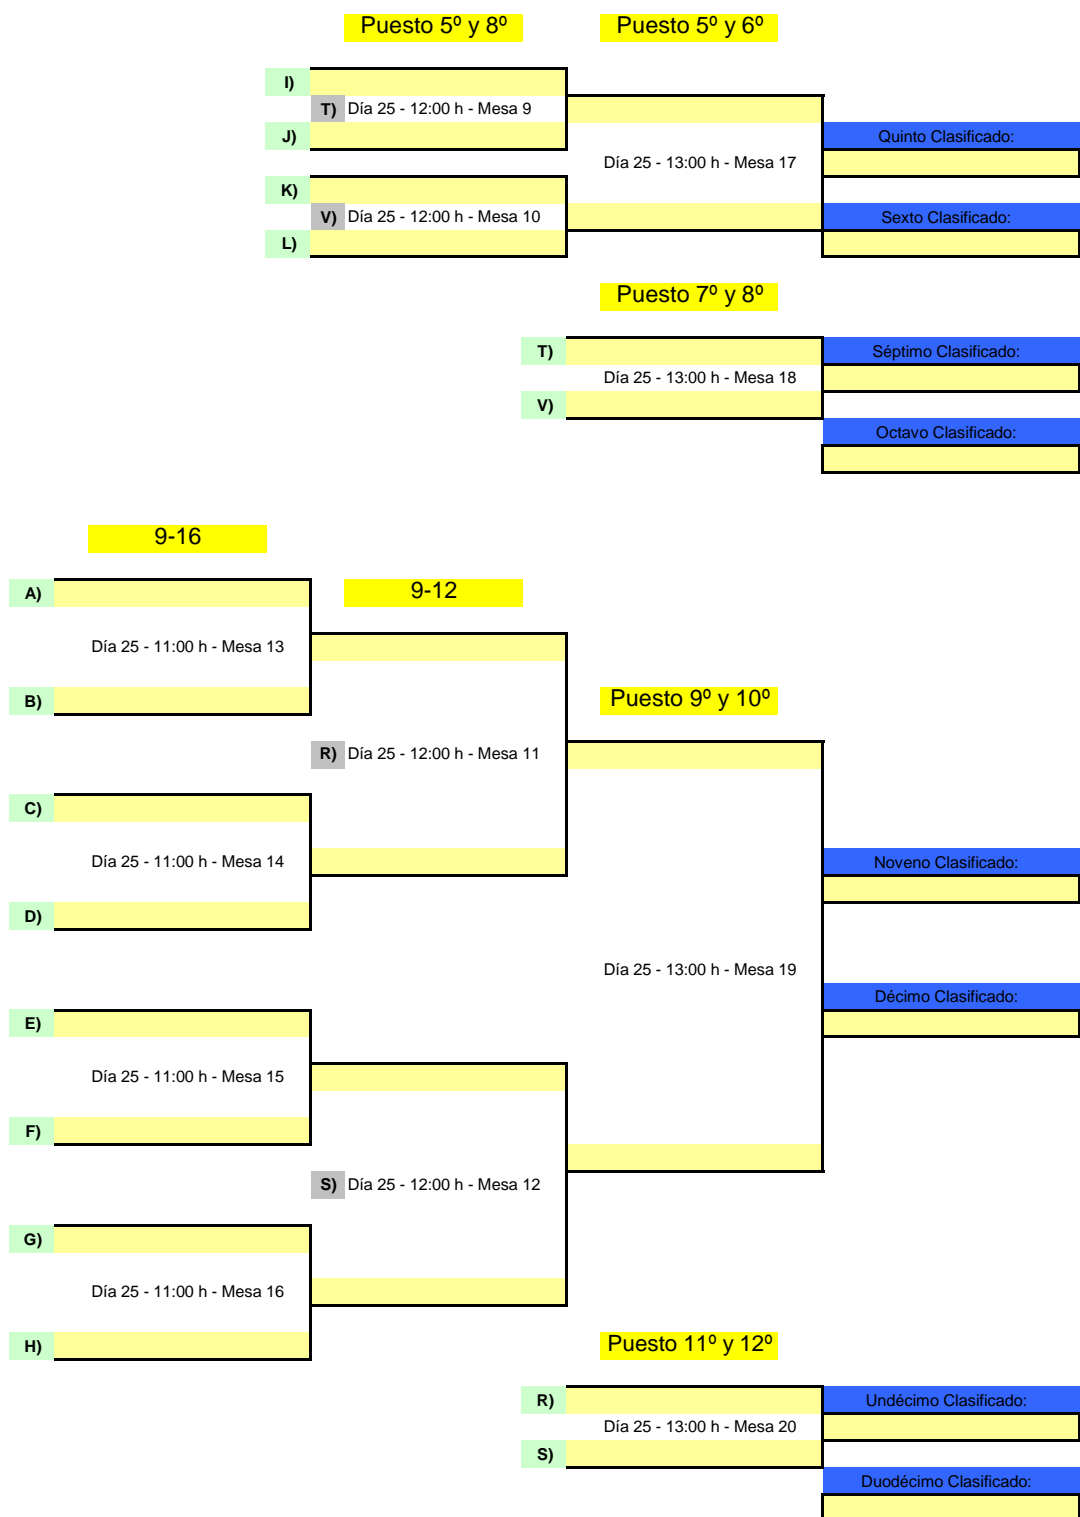 Puesto 5º y 8º
Puesto 5º y 6º
I)
T) Día 25 - 12:00 h - Mesa 9
J)
Quinto Clasificado:
Día 25 - 13:00 h - Mesa 17
K)
V) Día 25 - 12:00 h - Mesa 10
Sexto Clasificado:
L)
Puesto 7º y 8º
T)
Séptimo Clasificado:
Día 25 - 13:00 h - Mesa 18
V)
Octavo Clasificado:
9-16
A)
9-12
Día 25 - 11:00 h - Mesa 13
B)
Puesto 9º y 10º
R) Día 25 - 12:00 h - Mesa 11
C)
Día 25 - 11:00 h - Mesa 14
Noveno Clasificado:
D)
Día 25 - 13:00 h - Mesa 19
Décimo Clasificado:
E)
Día 25 - 11:00 h - Mesa 15
F)
S) Día 25 - 12:00 h - Mesa 12
G)
Día 25 - 11:00 h - Mesa 16
H)
Puesto 11º y 12º
R)
Undécimo Clasificado:
Día 25 - 13:00 h - Mesa 20
S)
Duodécimo Clasificado: